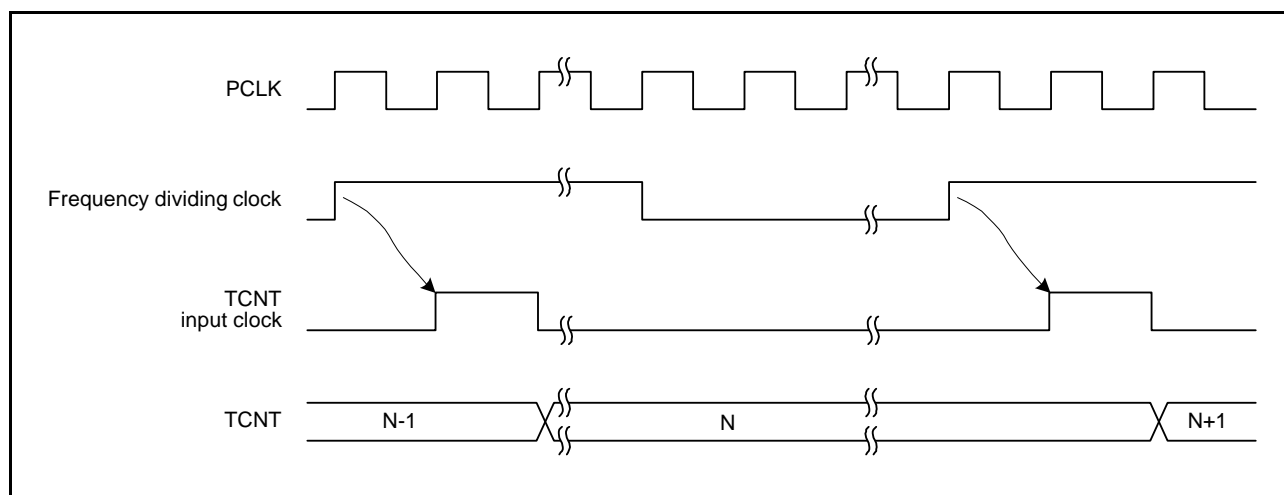 PCLK
Frequency dividing clock
TCNT
input clock
TCNT
N-1
N
N+1